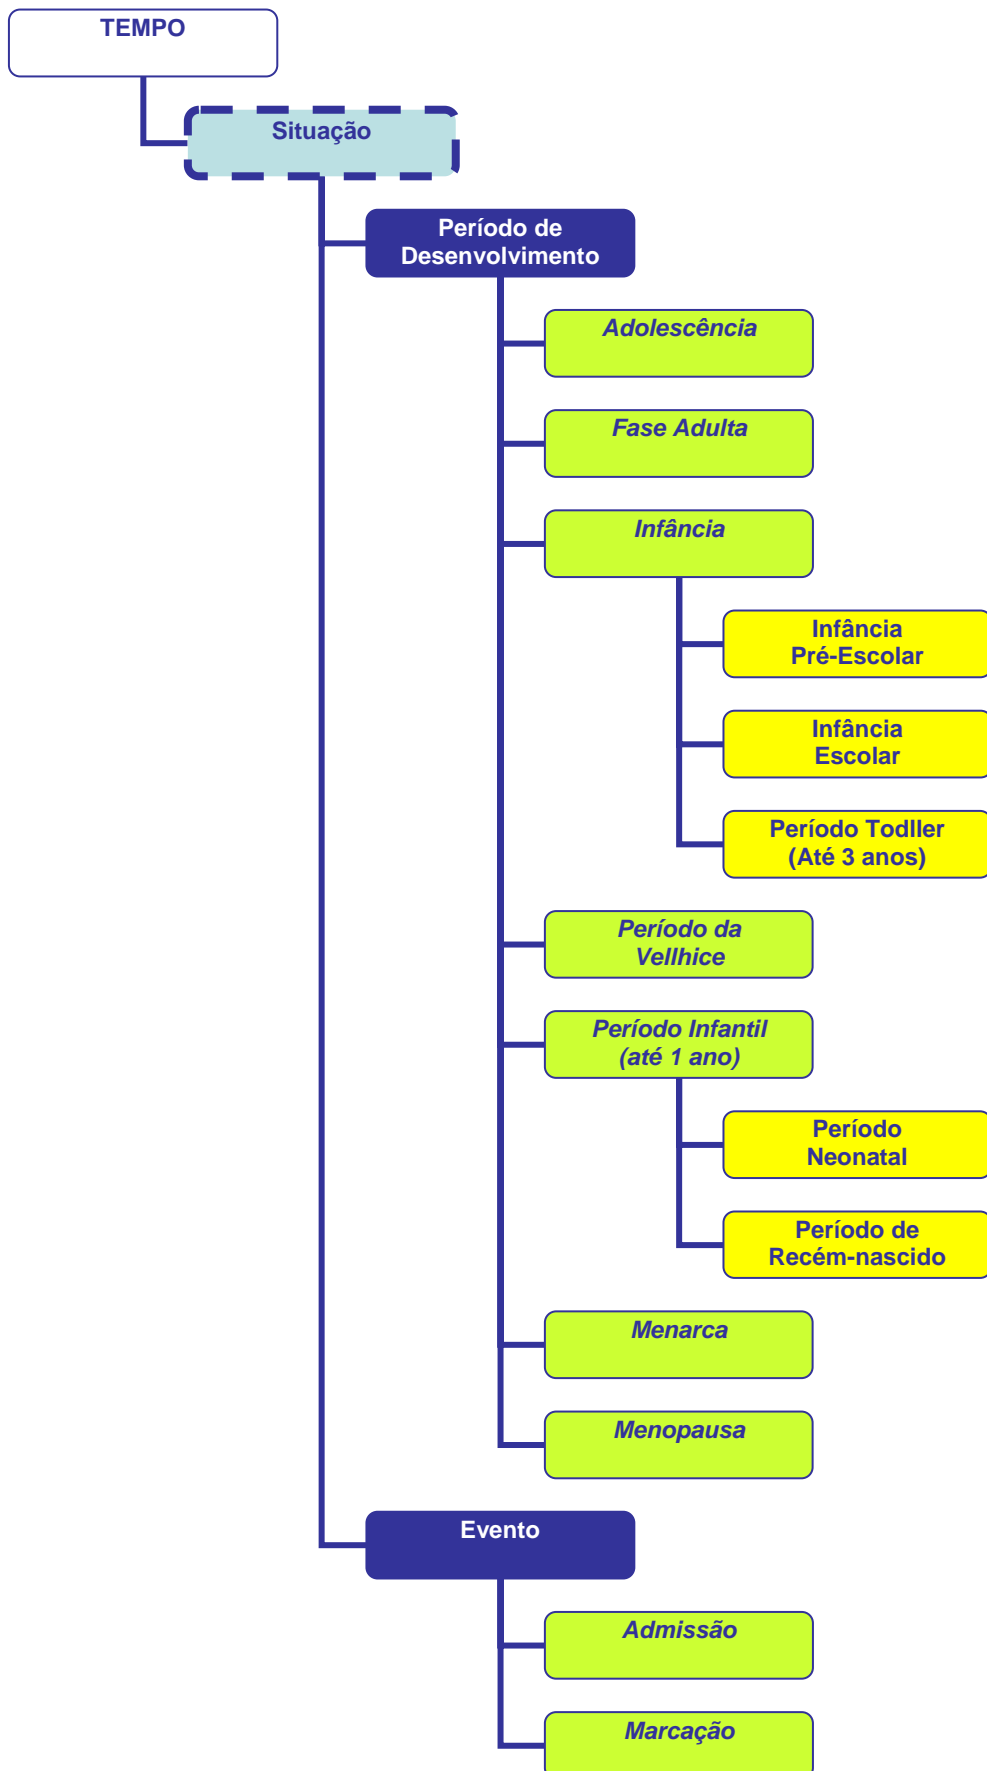 TEMPO
Situação
Período de
Desenvolvimento
Adolescência
Fase Adulta
Infância
Infância
Pré-Escolar
Infância
Escolar
Período Todller
(Até 3 anos)
Período da
Vellhice
Período Infantil
(até 1 ano)
Período
Neonatal
Período de
Recém-nascido
Menarca
Menopausa
Evento
Admissão
Marcação